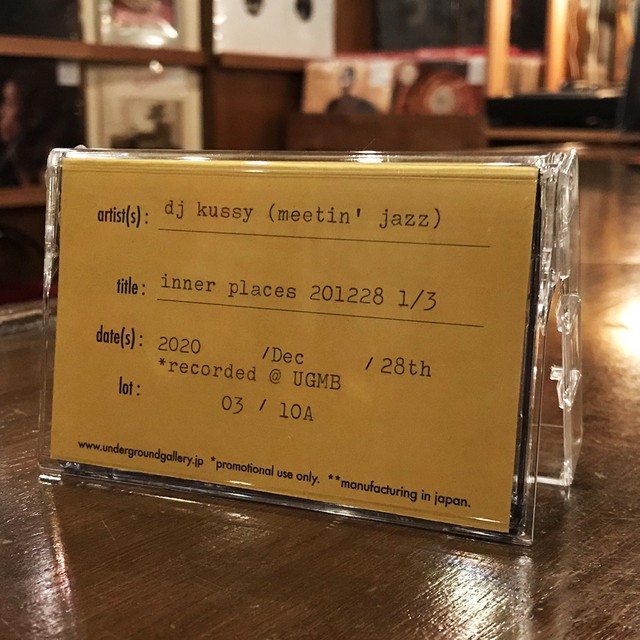 artist(s): dj kussy (meetin' jazz)
title: inner places 201228 1/3
date(s): 2020 /Dec / 28th
*recorded @ UGMB
lot: 03 / 10A
www.undergroundgallery.jp *promotional use only. **manufacturing in japan.